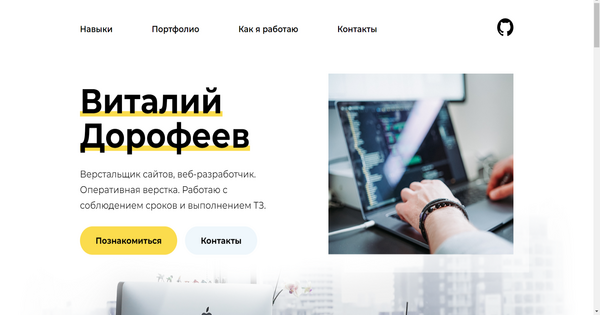 Навыки
Портфолио
Как я работаю
Контакты
Виталий
Дорофеев
Верстальщик сайтов, веб-разработчик.
Оперативная верстка. Работаю с
соблюдением сроков и выполнением ТЗ.
Познакомиться
Контакты